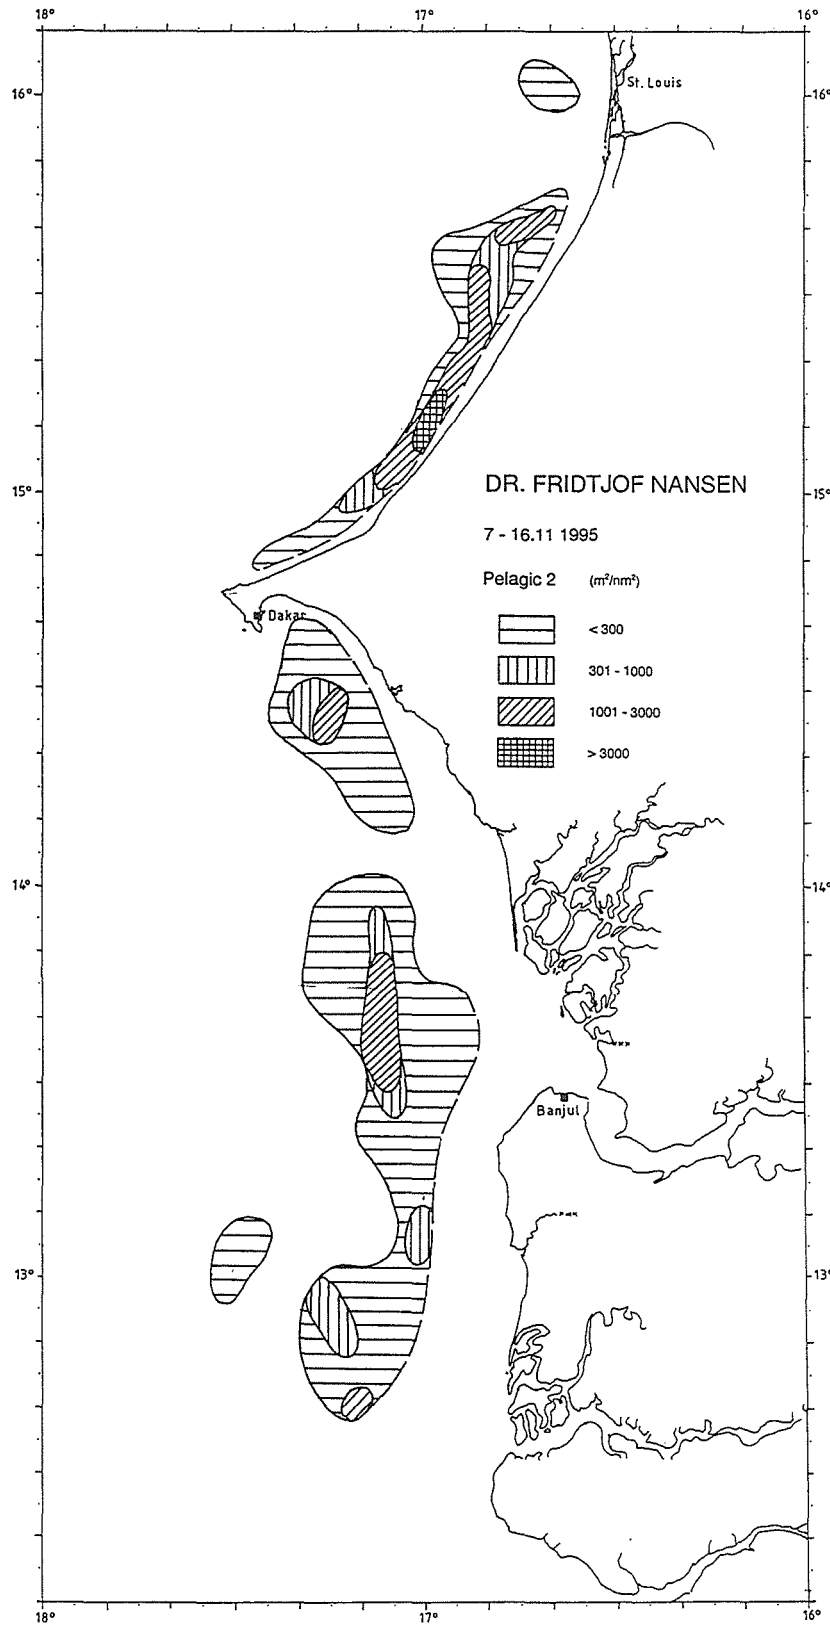 18° 17° 16°
16° 16°
St. Louis
15° 15°
DR. FRIDTJOF NANSEN
7 - 16.11 1995
Pelagic 2 (m²/nm²)
< 300
301 - 1000
1001 - 3000
> 3000
Dakar
14° 14°
Banjul
13° 13°
18° 17° 16°